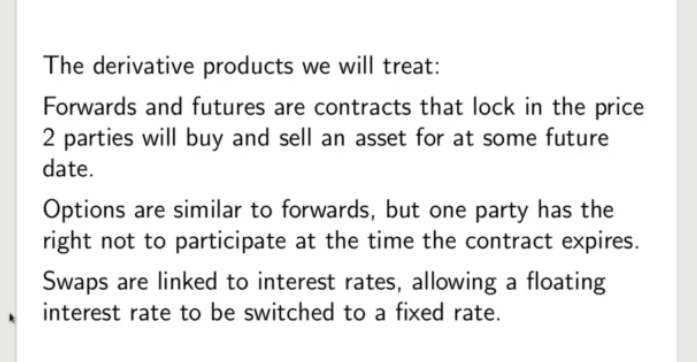 The derivative products we will treat:
Forwards and futures are contracts that lock in the price
2 parties will buy and sell an asset for at some future
date.
Options are similar to forwards, but one party has the
right not to participate at the time the contract expires.
Swaps are linked to interest rates, allowing a floating
interest rate to be switched to a fixed rate.